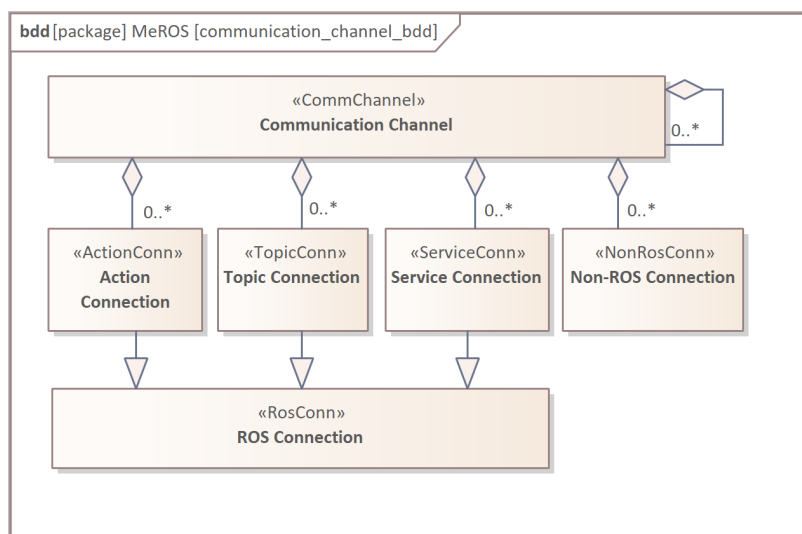 bdd [package] MeROS [communication_channel_bdd]
«CommChannel»
Communication Channel
0..*
0..*
0..*
0..*
0..*
«ActionConn»
Action
Connection
«TopicConn»
Topic Connection
«ServiceConn»
Service Connection
«NonRosConn»
Non-ROS Connection
«RosConn»
ROS Connection